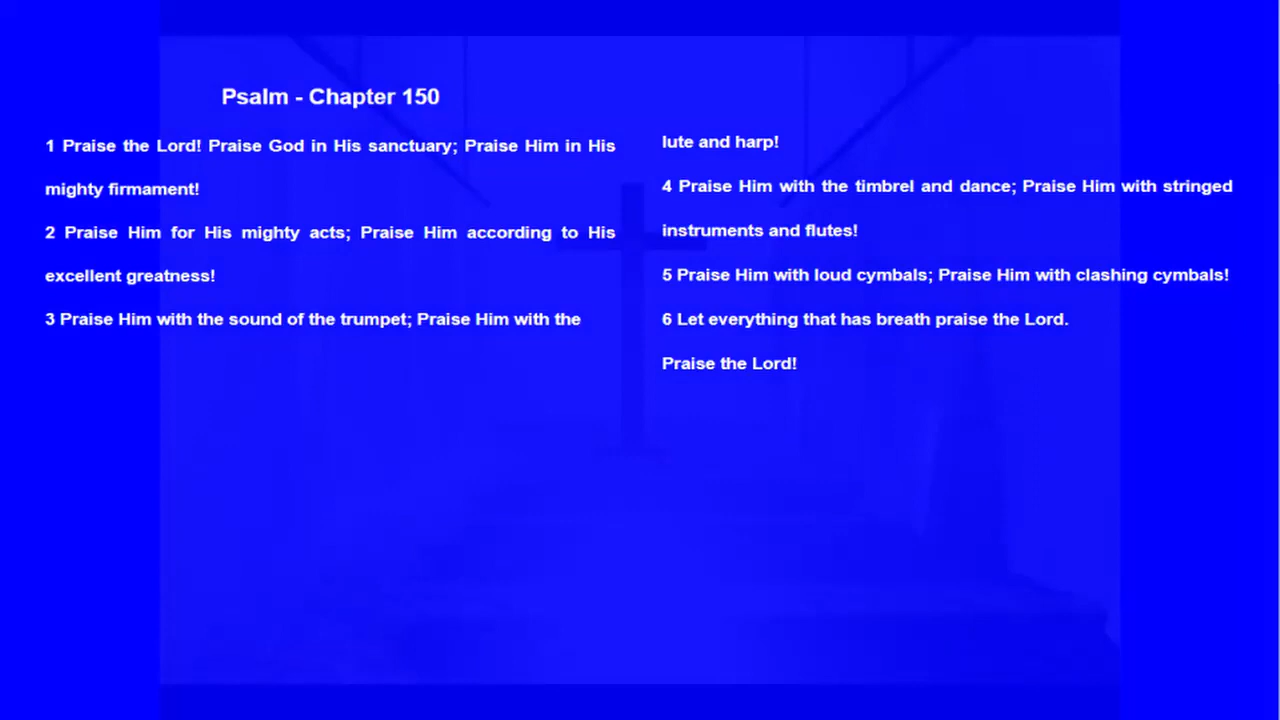 Psalm - Chapter 150
1 Praise the Lord! Praise God in His sanctuary; Praise Him in His
mighty firmament!
2 Praise Him for His mighty acts; Praise Him according to His
excellent greatness!
3 Praise Him with the sound of the trumpet; Praise Him with the
lute and harp!
4 Praise Him with the timbrel and dance; Praise Him with stringed
instruments and flutes!
5 Praise Him with loud cymbals; Praise Him with clashing cymbals!
6 Let everything that has breath praise the Lord.
Praise the Lord!